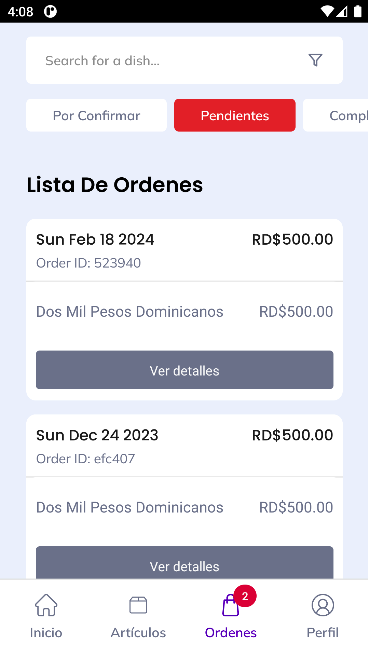 4:08
Search for a dish...
Por Confirmar
Pendientes
Compl
Lista De Ordenes
Sun Feb 18 2024 RD$500.00
Order ID: 523940
Dos Mil Pesos Dominicanos RD$500.00
Ver detalles
Sun Dec 24 2023 RD$500.00
Order ID: efc407
Dos Mil Pesos Dominicanos RD$500.00
Ver detalles
2
Inicio
Artículos
Ordenes
Perfil